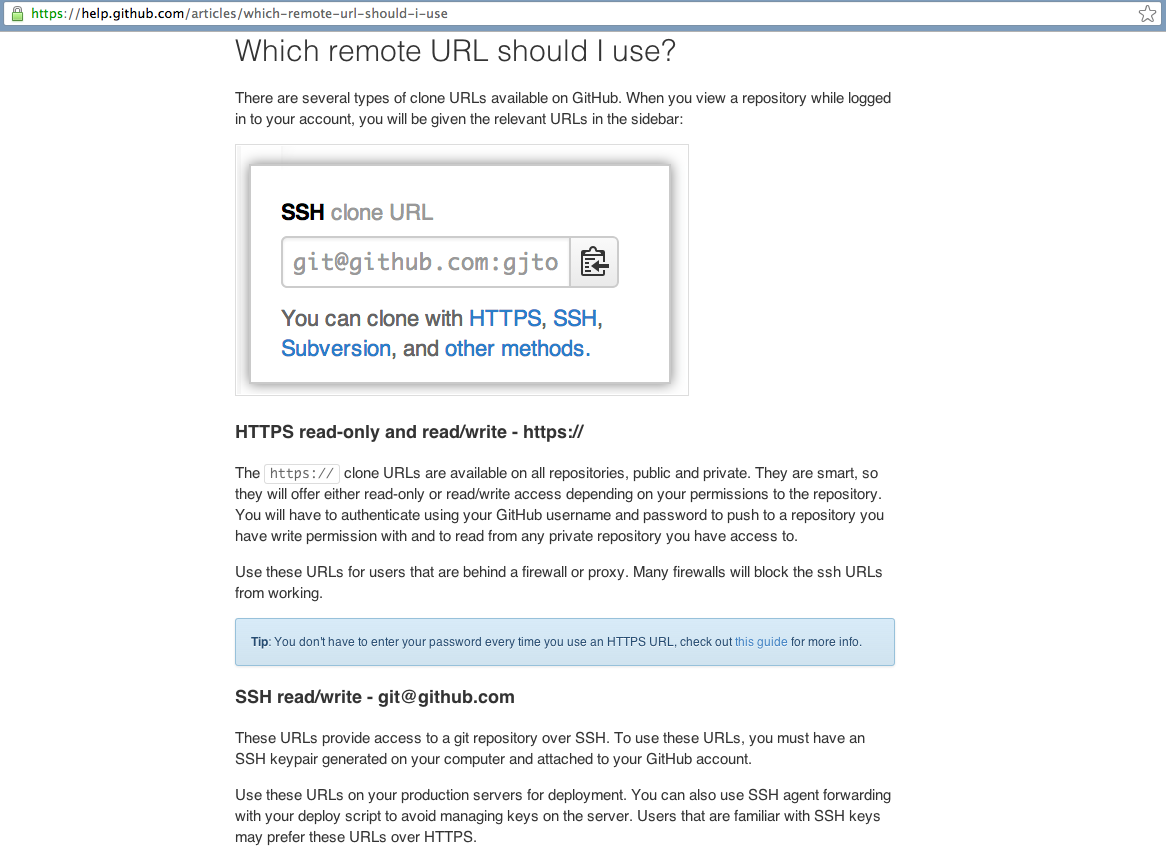 https://help.github.com/articles/which-remote-url-should-i-use
Which remote URL should I use?
There are several types of clone URLs available on GitHub. When you view a repository while logged
in to your account, you will be given the relevant URLs in the sidebar:
SSH clone URL
git@github.com:gjto
You can clone with HTTPS, SSH,
Subversion, and other methods.
HTTPS read-only and read/write - https://
The https:// clone URLs are available on all repositories, public and private. They are smart, so
they will offer either read-only or read/write access depending on your permissions to the repository.
You will have to authenticate using your GitHub username and password to push to a repository you
have write permission with and to read from any private repository you have access to.
Use these URLs for users that are behind a firewall or proxy. Many firewalls will block the ssh URLs
from working.
Tip: You don't have to enter your password every time you use an HTTPS URL, check out this guide for more info.
SSH read/write - git@github.com
These URLs provide access to a git repository over SSH. To use these URLs, you must have an
SSH keypair generated on your computer and attached to your GitHub account.
Use these URLs on your production servers for deployment. You can also use SSH agent forwarding
with your deploy script to avoid managing keys on the server. Users that are familiar with SSH keys
may prefer these URLs over HTTPS.